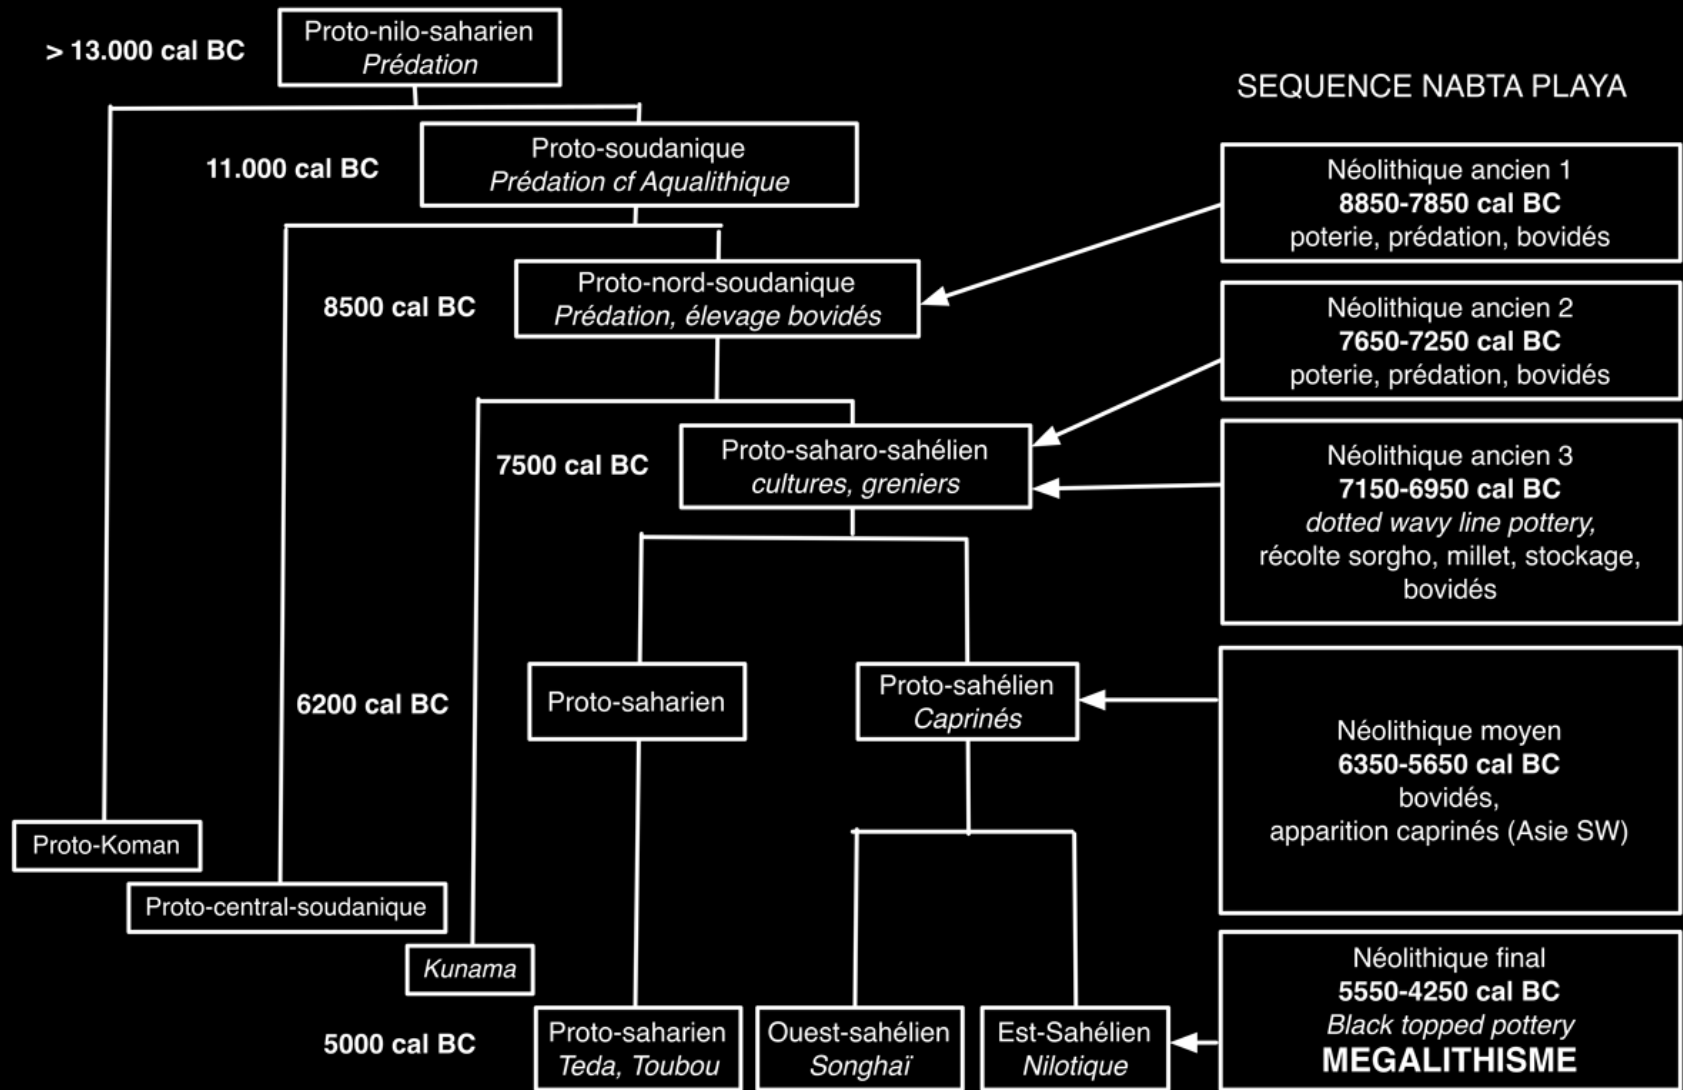 > 13.000 cal BC
Proto-nilo-saharien
Prédation
SEQUENCE NABTA PLAYA
11.000 cal BC
Proto-soudanique
Prédation cf Aqualithique
Néolithique ancien 1
8850-7850 cal BC
poterie, prédation, bovidés
8500 cal BC
Proto-nord-soudanique
Prédation, élevage bovidés
Néolithique ancien 2
7650-7250 cal BC
poterie, prédation, bovidés
7500 cal BC
Proto-saharo-sahélien
cultures, greniers
Néolithique ancien 3
7150-6950 cal BC
dotted wavy line pottery,
récolte sorgho, millet, stockage,
bovidés
6200 cal BC
Proto-saharien
Proto-sahélien
Caprinés
Néolithique moyen
6350-5650 cal BC
bovidés,
apparition caprinés (Asie SW)
Proto-Koman
Proto-central-soudanique
Kunama
5000 cal BC
Proto-saharien
Teda, Toubou
Ouest-sahélien
Songhaï
Est-Sahélien
Nilotique
Néolithique final
5550-4250 cal BC
Black topped pottery
MEGALITHISME